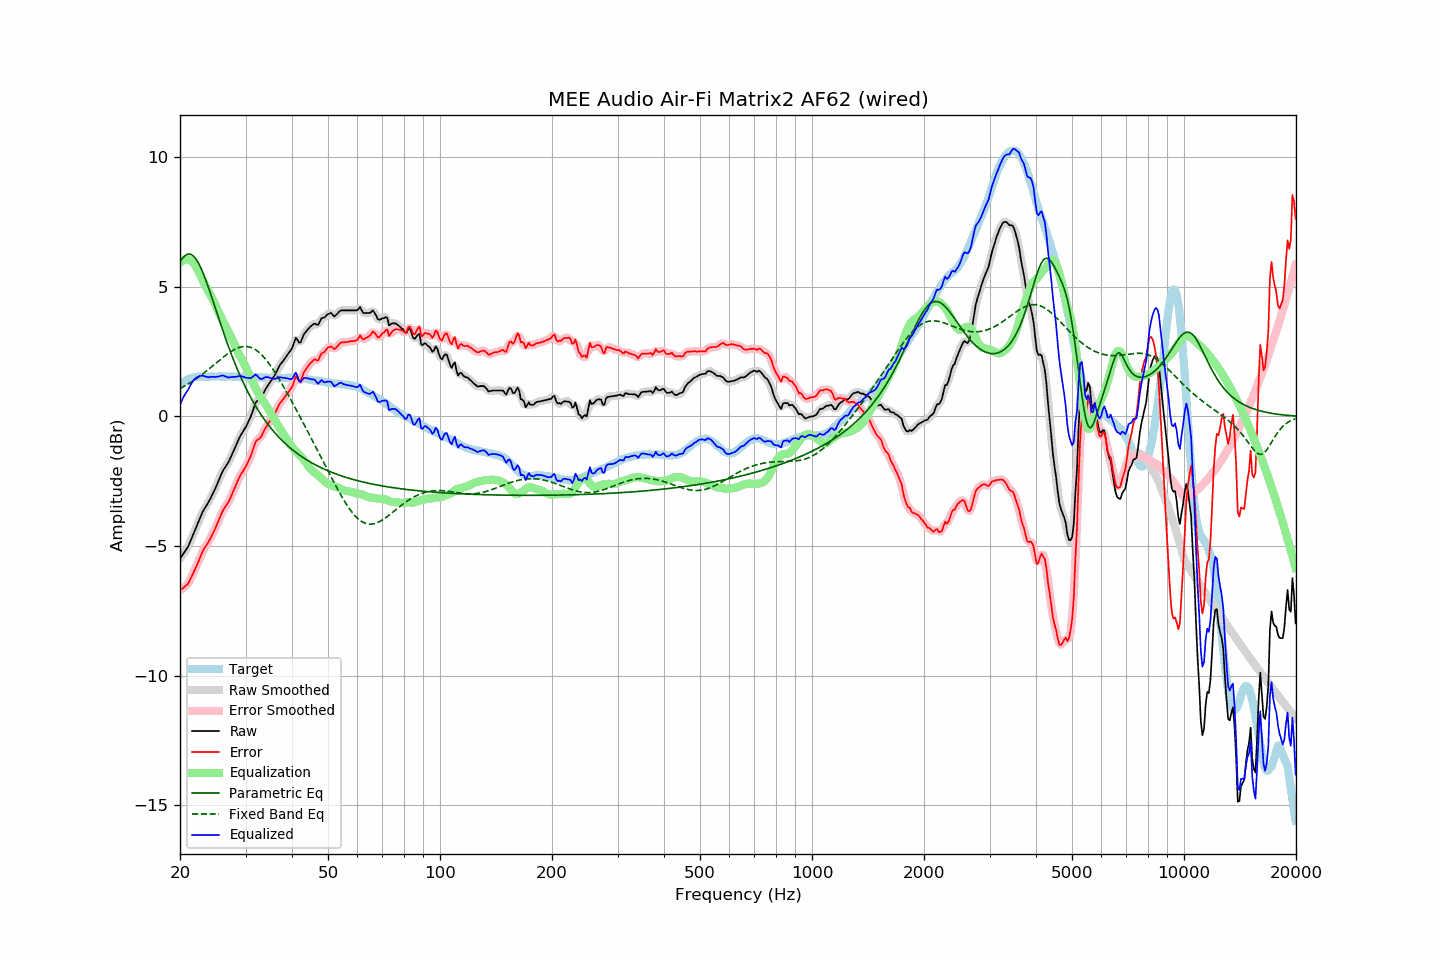 MEE Audio Air-Fi Matrix2 AF62 (wired)
Amplitude (dBr)
10
5
0
−5
−10
−15
Target
Raw Smoothed
Error Smoothed
Raw
Error
Equalization
Parametric Eq
Fixed Band Eq
Equalized
20 50 100 200 500 1000 2000 5000 10000 20000
Frequency (Hz)